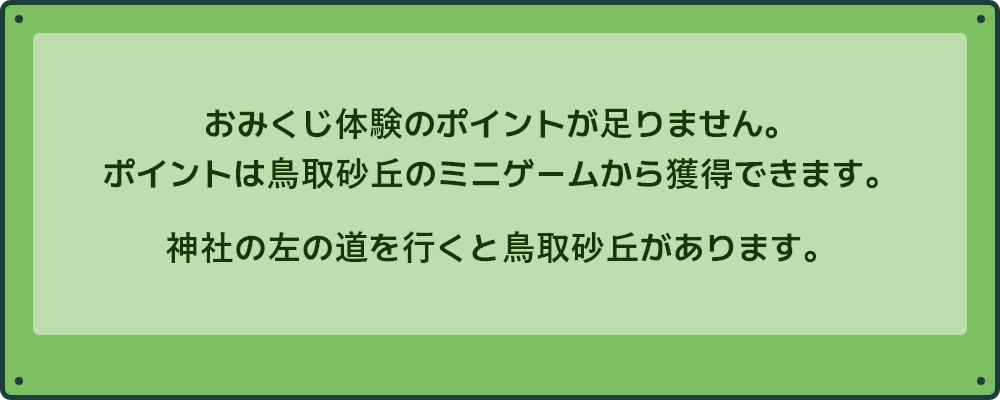 おみくじ体験のポイントが足りません。
ポイントは鳥取砂丘のミニゲームから獲得できます。
神社の左の道を行くと鳥取砂丘があります。